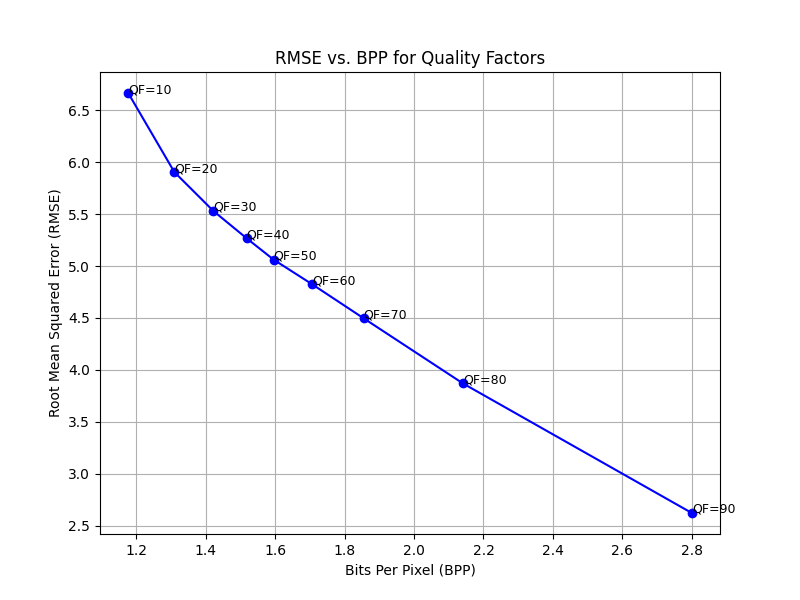 RMSE vs. BPP for Quality Factors
Root Mean Squared Error (RMSE)
6.5
6.0
5.5
5.0
4.5
4.0
3.5
3.0
2.5
QF=10
QF=20
QF=30
QF=40
QF=50
QF=60
QF=70
QF=80
QF=90
1.2 1.4 1.6 1.8 2.0 2.2 2.4 2.6 2.8
Bits Per Pixel (BPP)